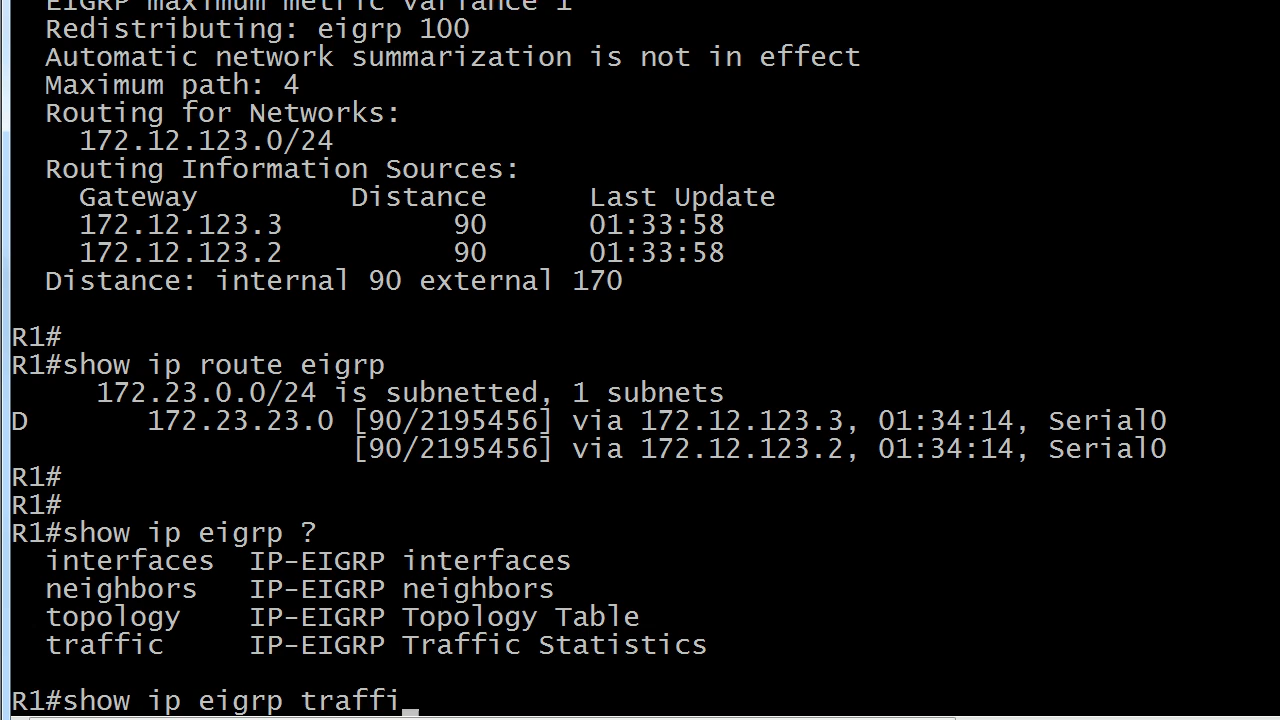 EIGRP maximum metric variance 1
Redistributing: eigrp 100
Automatic network summarization is not in effect
Maximum path: 4
Routing for Networks:
172.12.123.0/24
Routing Information Sources:
Gateway Distance Last Update
172.12.123.3 90 01:33:58
172.12.123.2 90 01:33:58
Distance: internal 90 external 170
R1#
R1#show ip route eigrp
172.23.0.0/24 is subnetted, 1 subnets
D 172.23.23.0 [90/2195456] via 172.12.123.3, 01:34:14, Serial0
[90/2195456] via 172.12.123.2, 01:34:14, Serial0
R1#
R1#
R1#show ip eigrp ?
interfaces IP-EIGRP interfaces
neighbors IP-EIGRP neighbors
topology IP-EIGRP Topology Table
traffic IP-EIGRP Traffic Statistics
R1#show ip eigrp traffi